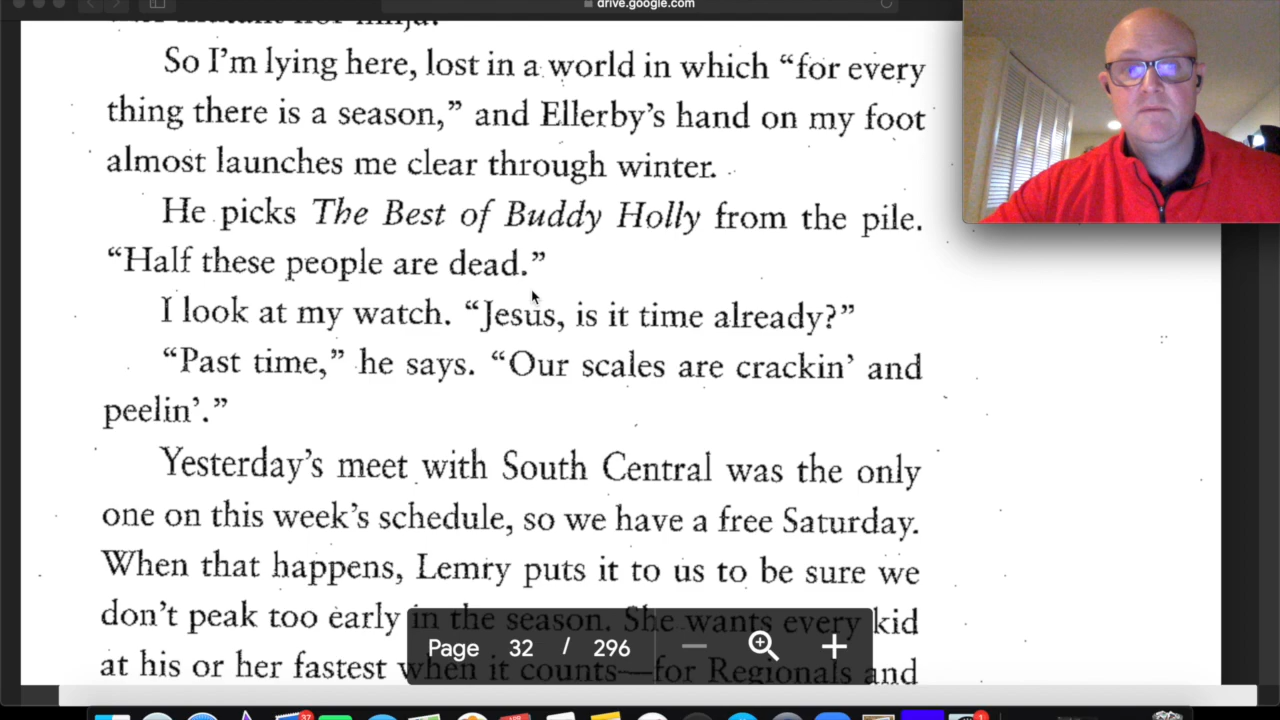 drive.google.com
So I'm lying here, lost in a world in which “for every
thing there is a season,” and Ellerby's hand on my foot
almost launches me clear through winter.
He picks The Best of Buddy Holly from the pile.
“Half these people are dead.”
I look at my watch. “Jesus, is it time already?”
“Past time,” he says. “Our scales are crackin' and
peelin'.”
Yesterday's meet with South Central was the only
one on this week's schedule, so we have a free Saturday.
When that happens, Lemry puts it to us to be sure we
don't peak too early in the season. She wants every kid
at his or her fastest when it counts—for Regionals and
Page 32 / 296
37
1